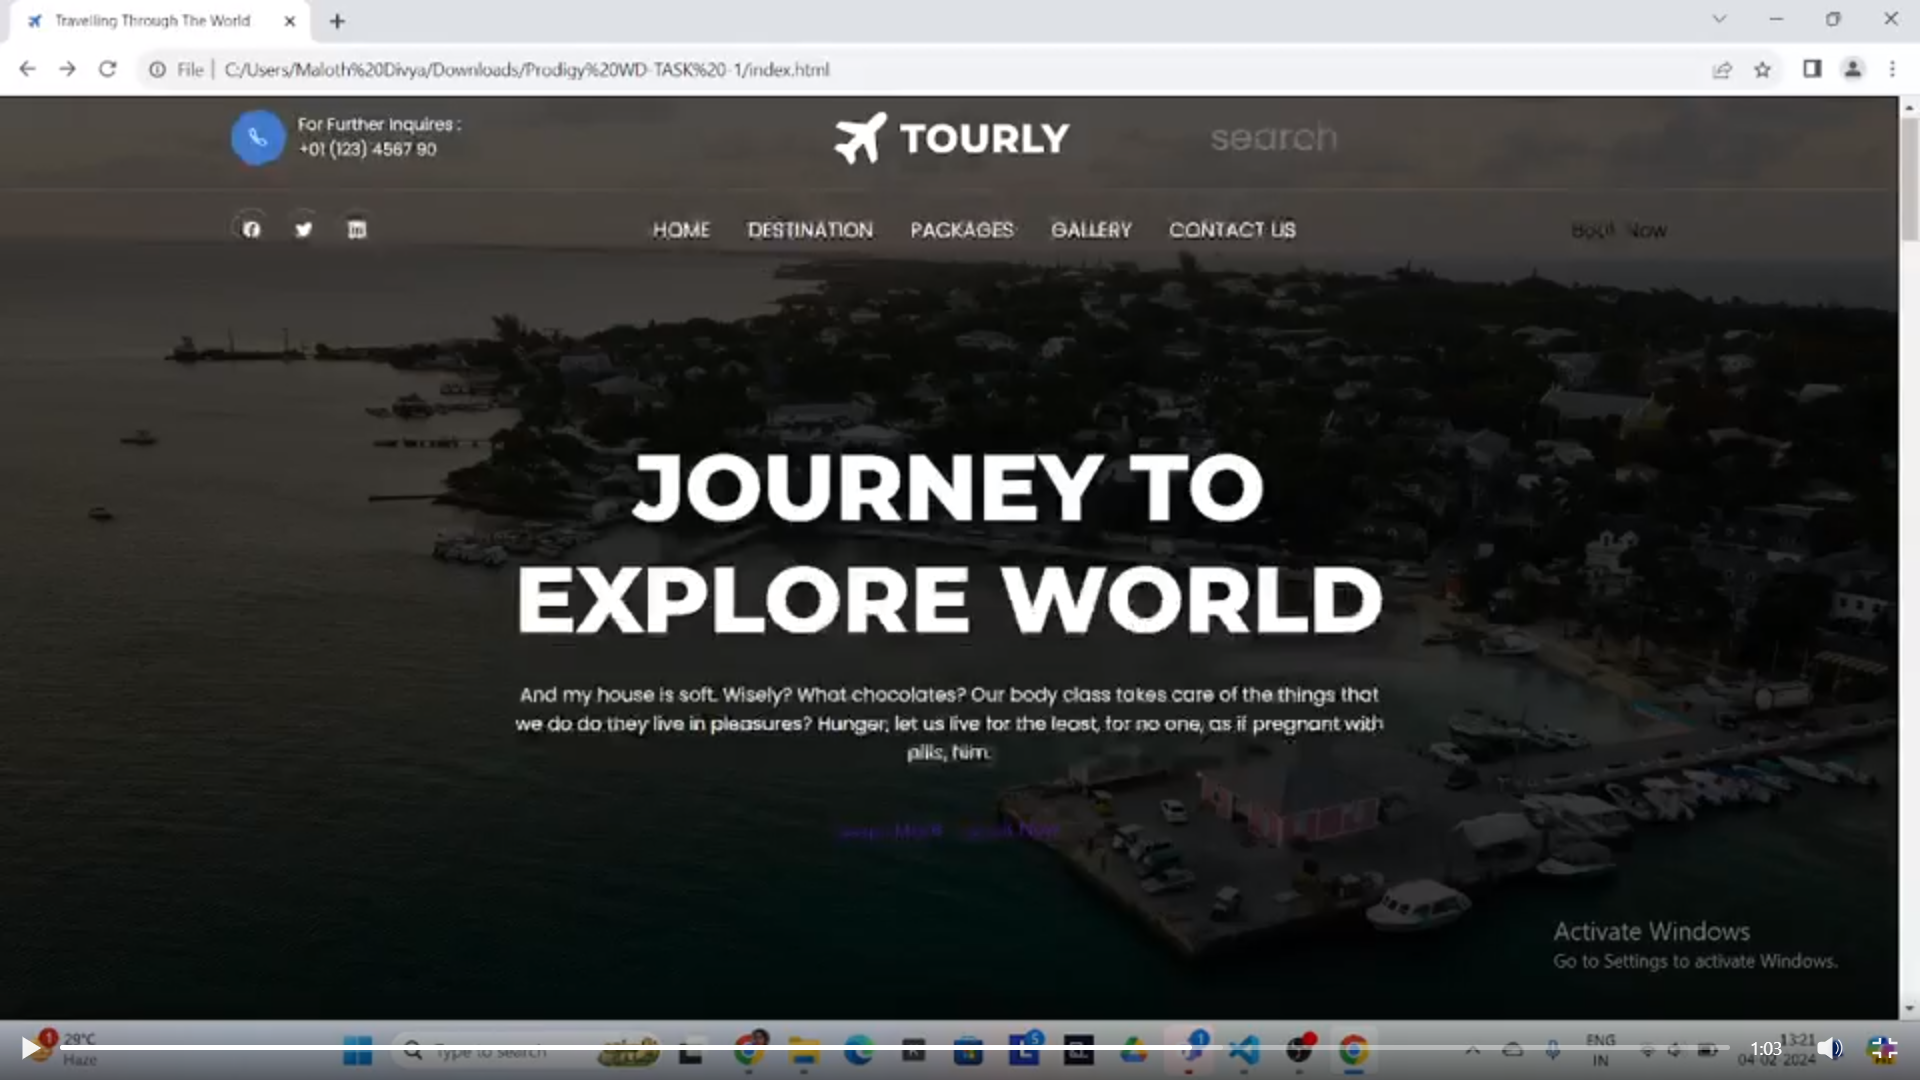 Travelling Through The World
File | C:/Users/Maloth%20Divya/Downloads/Prodigy%20WD-TASK%20-1/index.html
For Further Inquires :
+01 (123) 4567 90
TOURLY
search
HOME DESTINATION PACKAGES GALLERY CONTACT US Book Now
JOURNEY TO
EXPLORE WORLD
And my house is soft. Wisely? What chocolates? Our body class takes care of the things that
we do do they live in pleasures? Hunger, let us live for the least, for no one, as if pregnant with
pills, him.
Activate Windows
Go to Settings to activate Windows.
1 29°C
Haze
Type to search
5
1
ENG
IN
1:03
13:21
04-02-2024